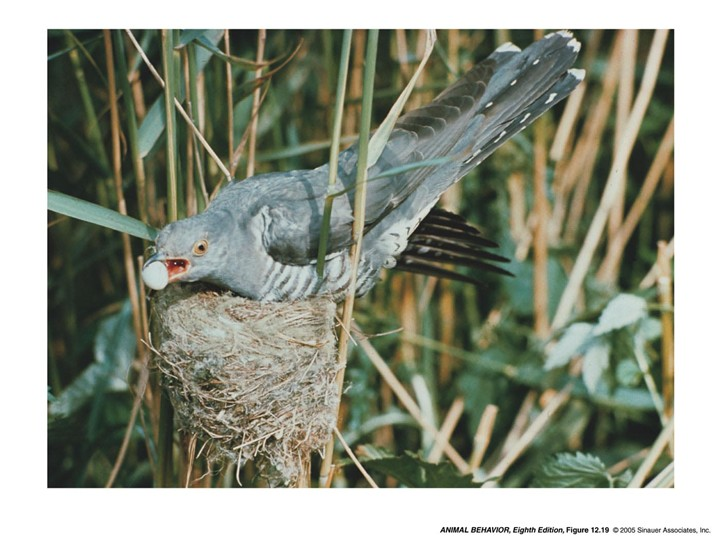 ANIMAL BEHAVIOR, Eighth Edition, Figure 12.19 © 2005 Sinauer Associates, Inc.